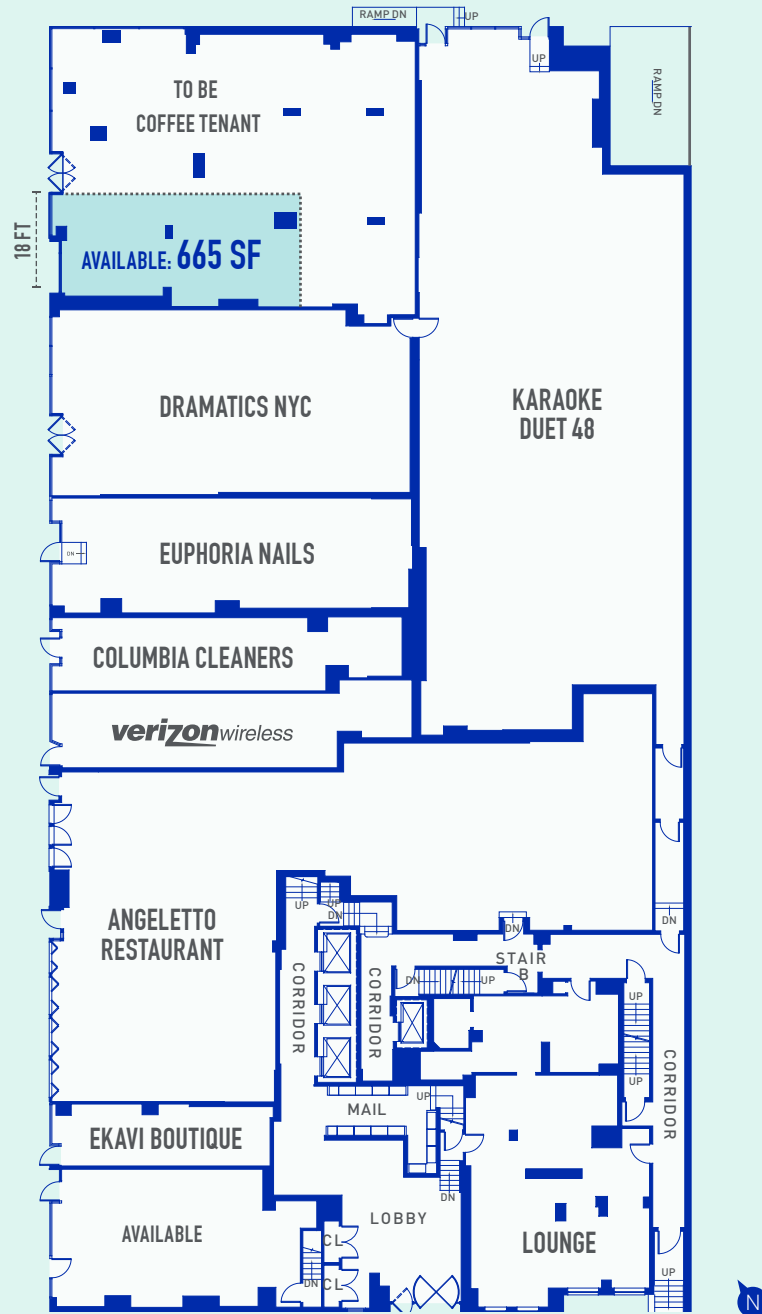 RAMP DN
UP
UP
RAMP DN
TO BE
COFFEE TENANT
18 FT
AVAILABLE: 665 SF
DRAMATICS NYC
KARAOKE
DUET 48
DN
EUPHORIA NAILS
COLUMBIA CLEANERS
verizonwireless
ANGELETTO
RESTAURANT
UP
UP
DN
DN
DN
STAIR
B
DN
UP
CORRIDOR
CORRIDOR
UP
UP
CORRIDOR
MAIL
UP
EKAVI BOUTIQUE
DN
LOBBY
AVAILABLE
CL
DN
CL
LOUNGE
UP
N